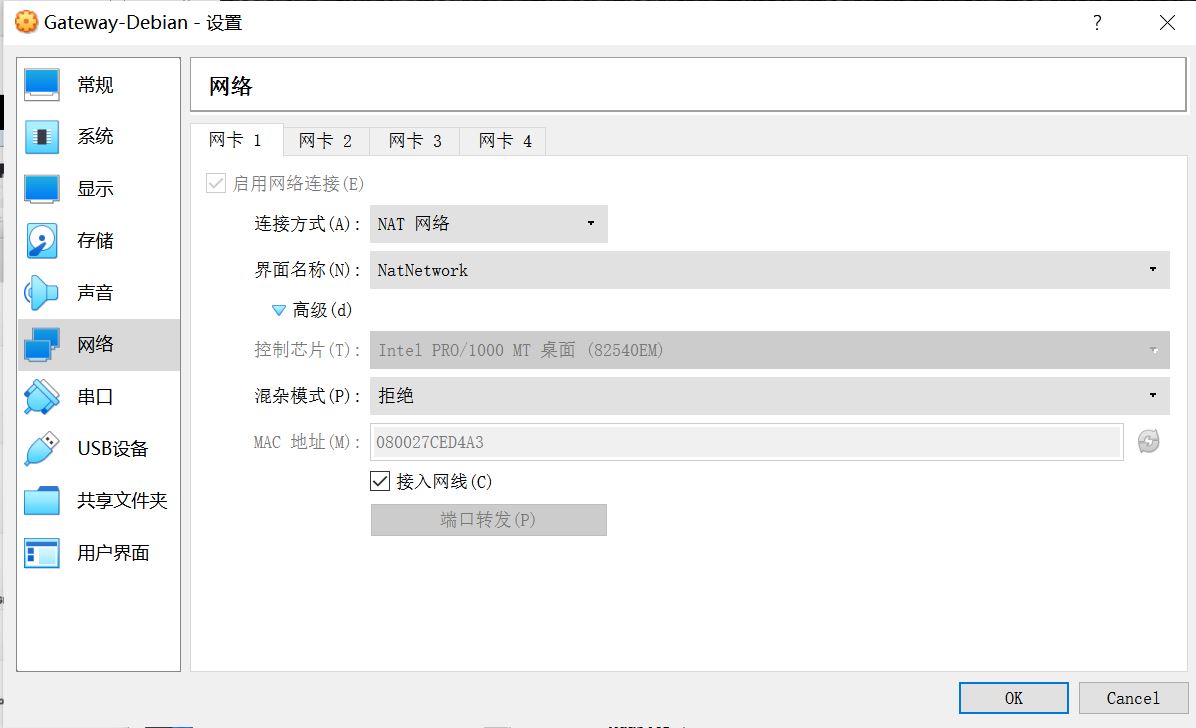 Gateway-Debian - 设置
?
常规
系统
显示
存储
声音
网络
串口
USB设备
共享文件夹
用户界面
网络
网卡 1 网卡 2 网卡 3 网卡 4
启用网络连接(E)
连接方式(A): NAT 网络
界面名称(N): NatNetwork
高级(d)
控制芯片(T): Intel PRO/1000 MT 桌面 (82540EM)
混杂模式(P): 拒绝
MAC 地址(M): 080027CED4A3
接入网线(C)
端口转发(P)
OK Cancel